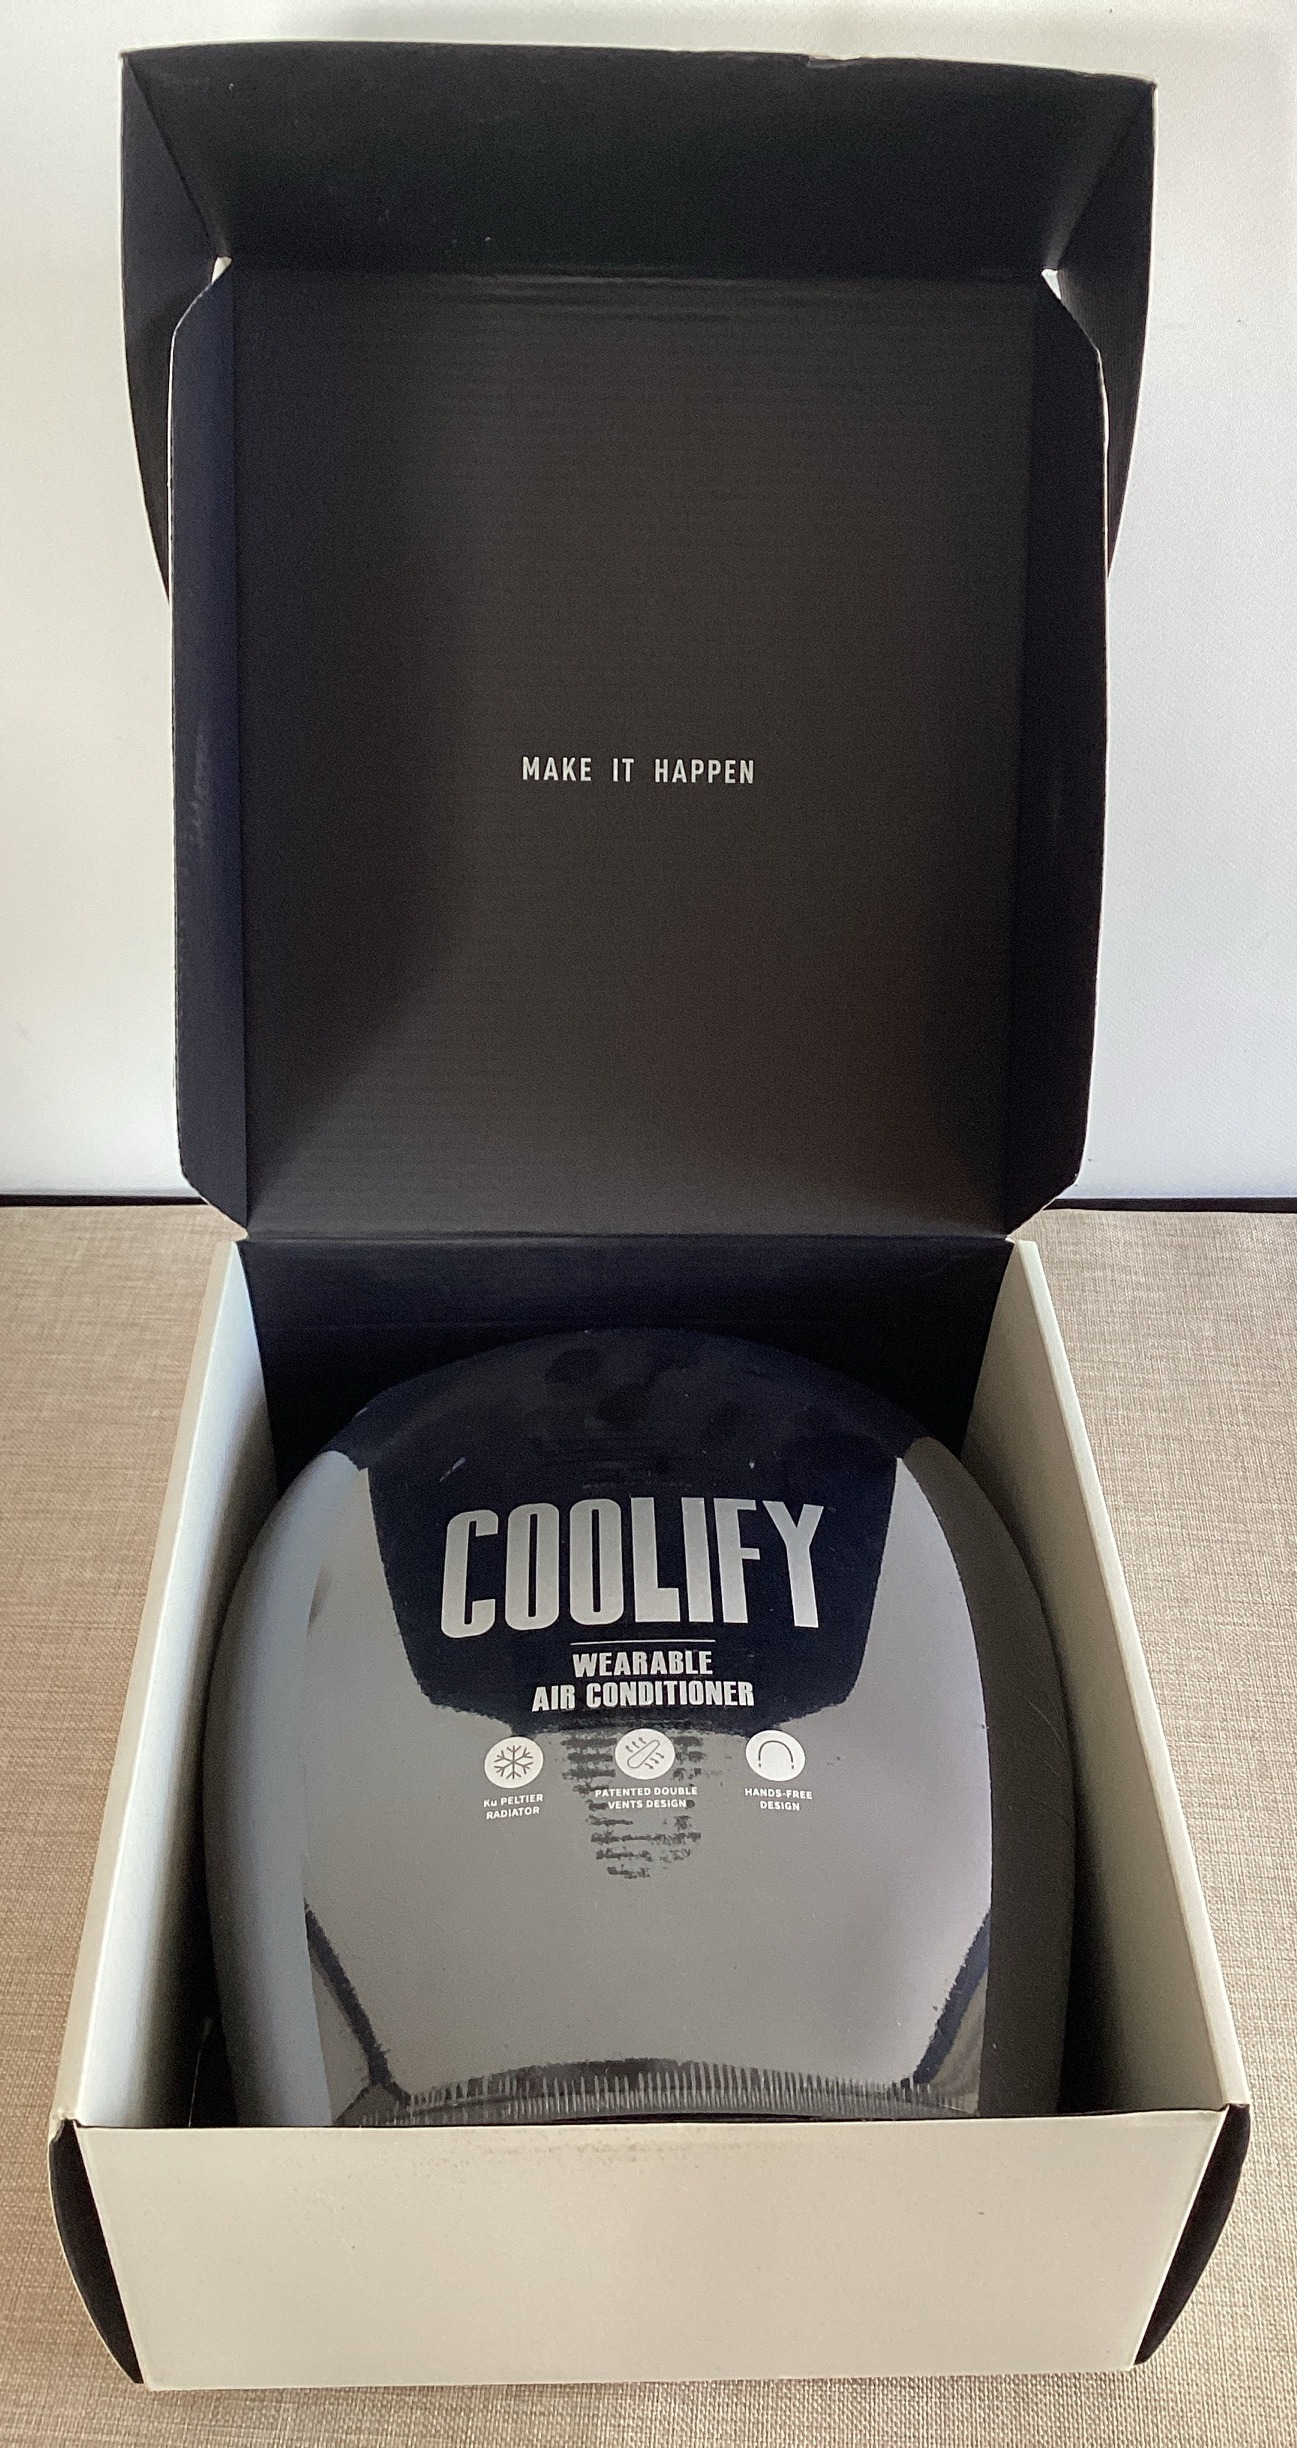 MAKE IT HAPPEN
COOLIFY
WEARABLE
AIR CONDITIONER
Ku PELTIER
RADIATOR
PATENTED DOUBLE
VENTS DESIGN
HANDS-FREE
DESIGN